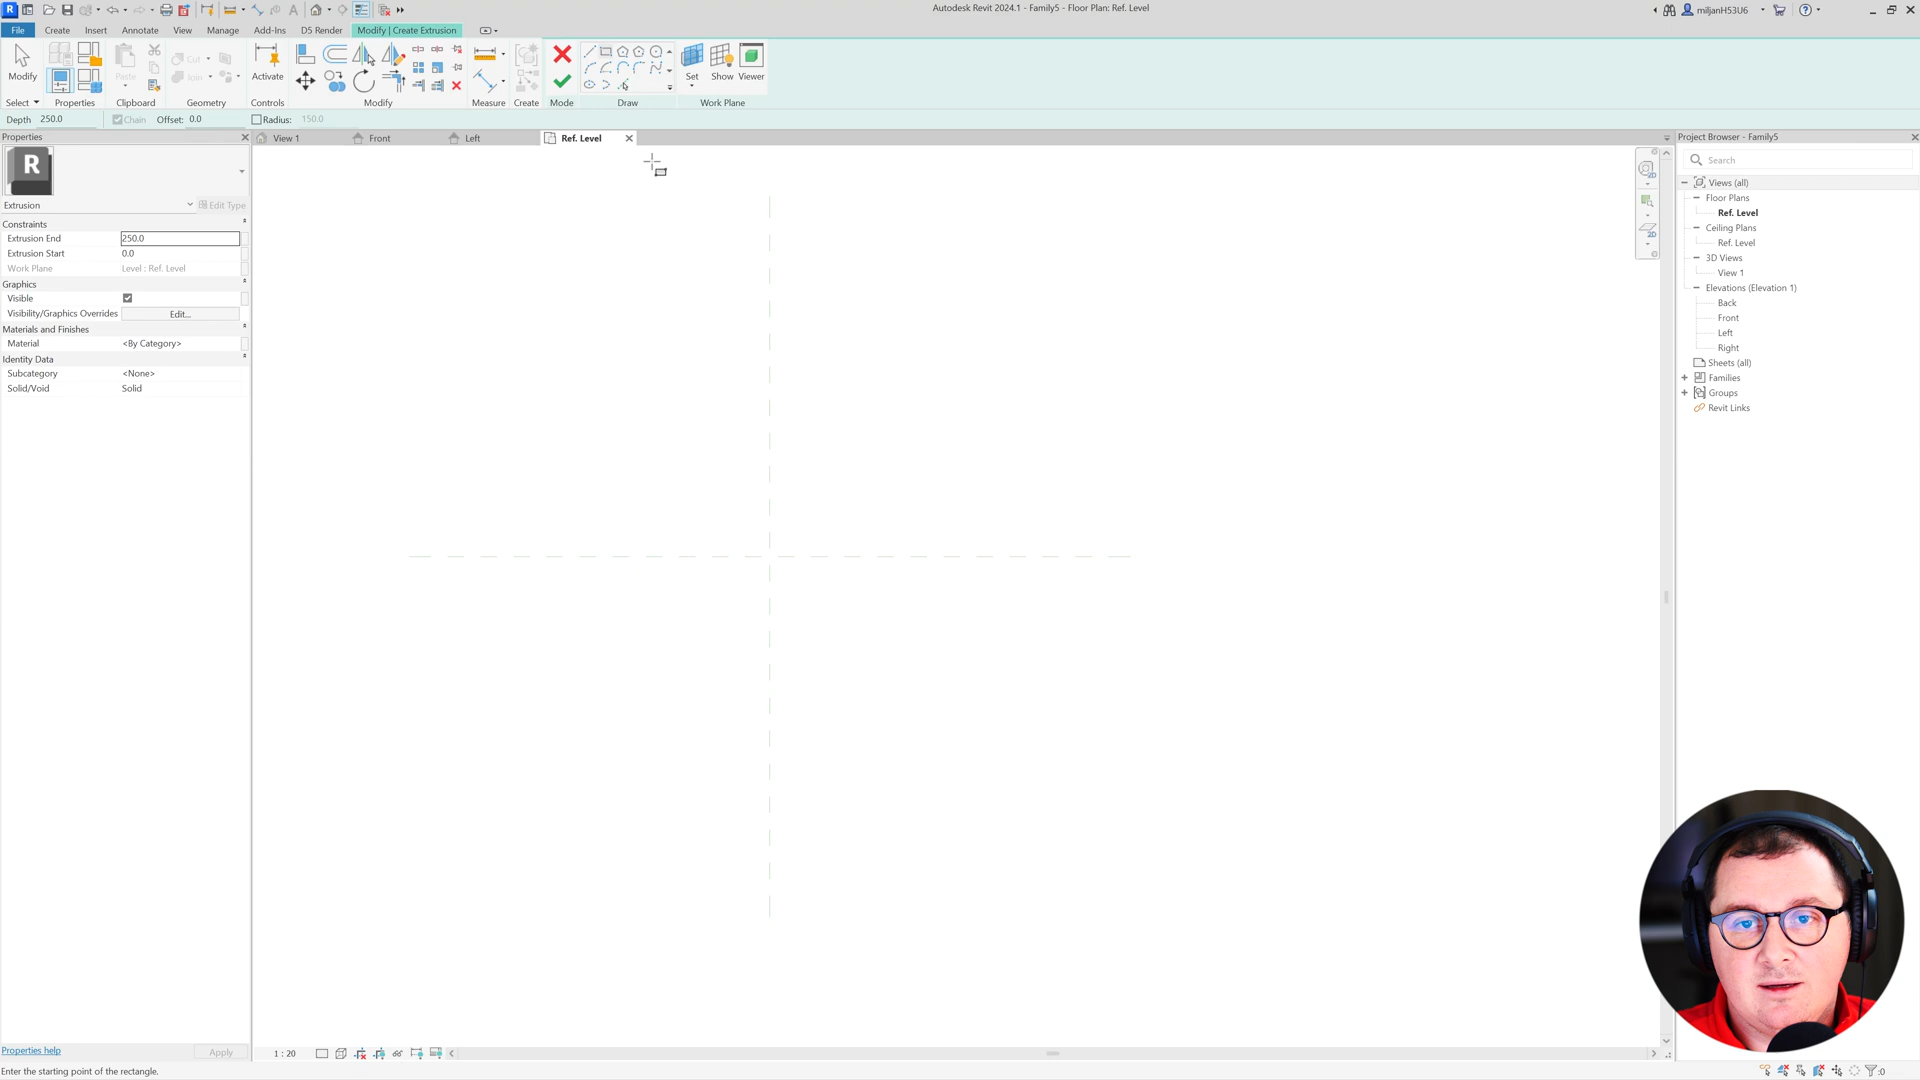 Autodesk Revit 2024.1 - Family5 - Floor Plan: Ref. Level
miljanH53U6
File Create Insert Annotate View Manage Add-Ins D5 Render Modify | Create Extrusion
Modify Paste Cut Join Activate Set Show Viewer
Select Properties Clipboard Geometry Controls Modify Measure Create Mode Draw Work Plane
Depth 250.0 Chain Offset: 0.0 Radius: 150.0
Properties
View 1 Front Left Ref. Level
Project Browser - Family5
R
Search
Extrusion Edit Type
Constraints
Extrusion End 250.0
Extrusion Start 0.0
Work Plane Level : Ref. Level
Graphics
Visible
Visibility/Graphics Overrides Edit...
Materials and Finishes
Material <By Category>
Identity Data
Subcategory <None>
Solid/Void Solid
Views (all)
Floor Plans
Ref. Level
Ceiling Plans
Ref. Level
3D Views
View 1
Elevations (Elevation 1)
Back
Front
Left
Right
Sheets (all)
Families
Groups
Revit Links
2D
2D
Properties help Apply
1 : 20
Enter the starting point of the rectangle.
:0